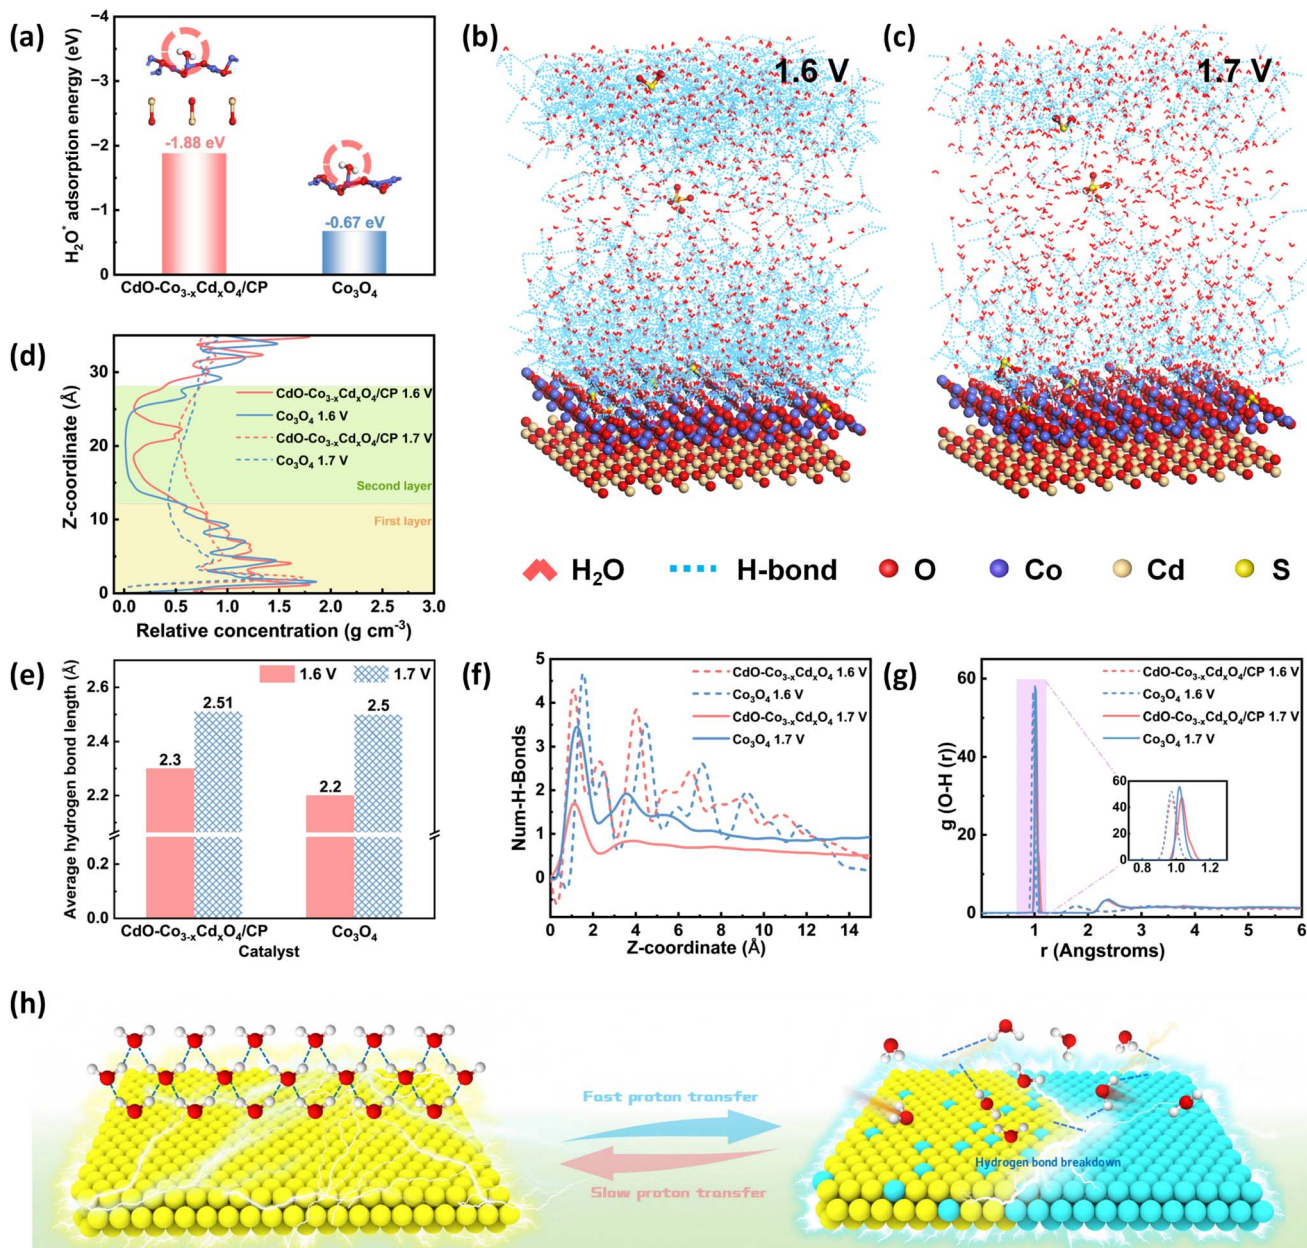 (a)
H₂O* adsorption energy (eV)
−4
−3
−2
−1
0
-1.88 eV
-0.67 eV
CdO-Co₃₋ₓCdₓO₄/CP
Co₃O₄
(b)
1.6 V
(c)
1.7 V
H₂O
H-bond
O
Co
Cd
S
(d)
Z-coordinate (Å)
30
20
10
0
CdO-Co₃₋ₓCdₓO₄/CP 1.6 V
Co₃O₄ 1.6 V
CdO-Co₃₋ₓCdₓO₄/CP 1.7 V
Co₃O₄ 1.7 V
Second layer
First layer
0.0 0.5 1.0 1.5 2.0 2.5 3.0
Relative concentration (g cm⁻³)
(e)
Average hydrogen bond length (Å)
2.6
2.4
2.2
0.2
0.0
1.6 V
1.7 V
2.3
2.51
2.2
2.5
CdO-Co₃₋ₓCdₓO₄/CP
Co₃O₄
Catalyst
(f)
Num-H-Bonds
5
4
3
2
1
0
CdO-Co₃₋ₓCdₓO₄ 1.6 V
Co₃O₄ 1.6 V
CdO-Co₃₋ₓCdₓO₄ 1.7 V
Co₃O₄ 1.7 V
0 2 4 6 8 10 12 14
Z-coordinate (Å)
(g)
g (O-H (r))
60
40
20
0
CdO-Co₃₋ₓCdₓO₄/CP 1.6 V
Co₃O₄ 1.6 V
CdO-Co₃₋ₓCdₓO₄/CP 1.7 V
Co₃O₄ 1.7 V
60
40
20
0
0.8 1.0 1.2
0 1 2 3 4 5 6
r (Angstroms)
(h)
Fast proton transfer
Slow proton transfer
Hydrogen bond breakdown